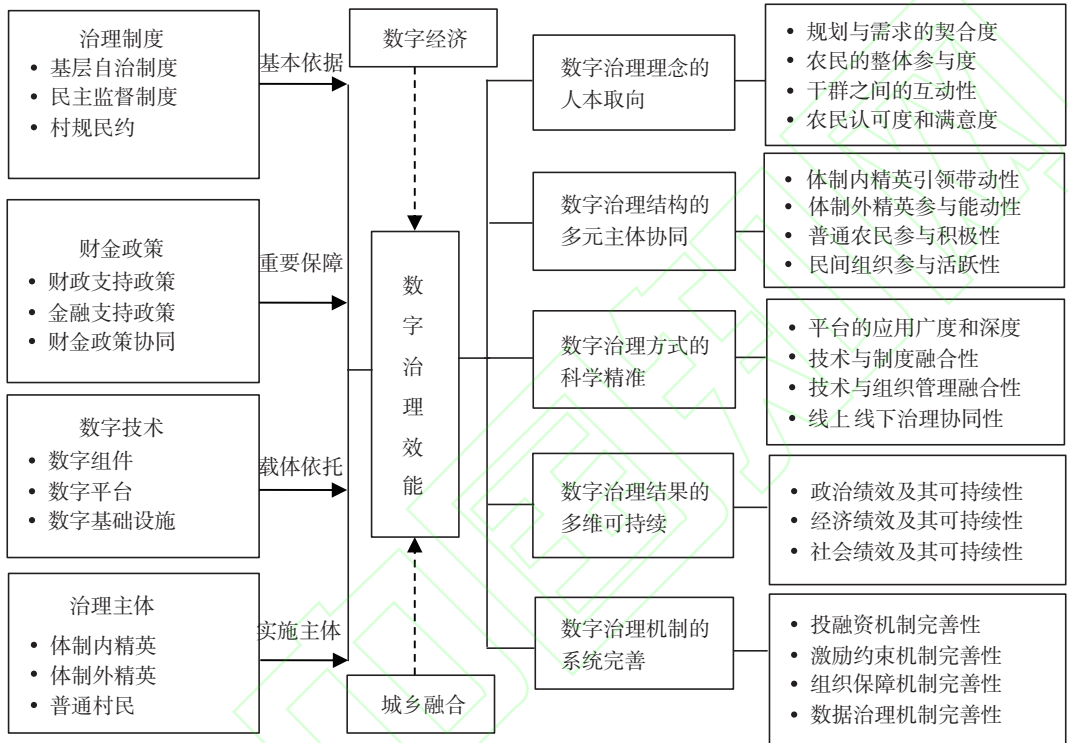 治理制度
• 基层自治制度
• 民主监督制度
• 村规民约
基本依据
财金政策
• 财政支持政策
• 金融支持政策
• 财金政策协同
重要保障
数字技术
• 数字组件
• 数字平台
• 数字基础设施
载体依托
治理主体
• 体制内精英
• 体制外精英
• 普通村民
实施主体
数字经济
数
字
治
理
效
能
城乡融合
数字治理理念的
人本取向
• 规划与需求的契合度
• 农民的整体参与度
• 干群之间的互动性
• 农民认可度和满意度
数字治理结构的
多元主体协同
• 体制内精英引领带动性
• 体制外精英参与能动性
• 普通农民参与积极性
• 民间组织参与活跃性
数字治理方式的
科学精准
• 平台的应用广度和深度
• 技术与制度融合性
• 技术与组织管理融合性
• 线上线下治理协同性
数字治理结果的
多维可持续
• 政治绩效及其可持续性
• 经济绩效及其可持续性
• 社会绩效及其可持续性
数字治理机制的
系统完善
• 投融资机制完善性
• 激励约束机制完善性
• 组织保障机制完善性
• 数据治理机制完善性